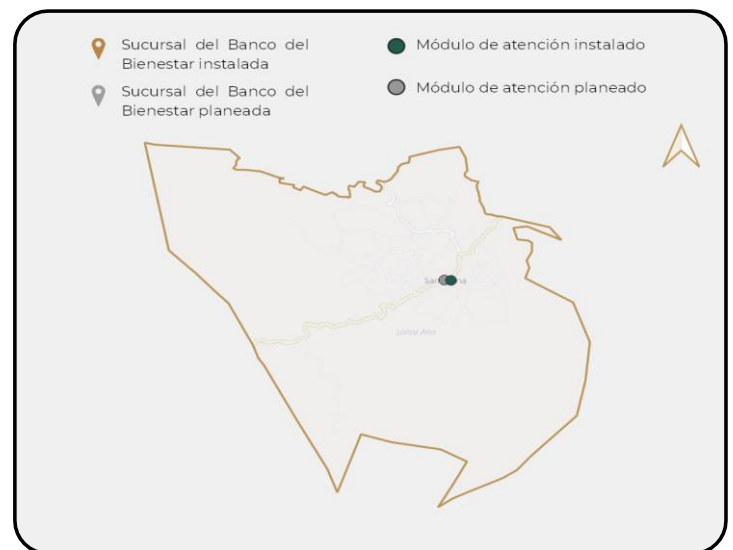 Sucursal del Banco del
Bienestar instalada
Sucursal del Banco del
Bienestar planeada
Módulo de atención instalado
Módulo de atención planeado
Santa Ana